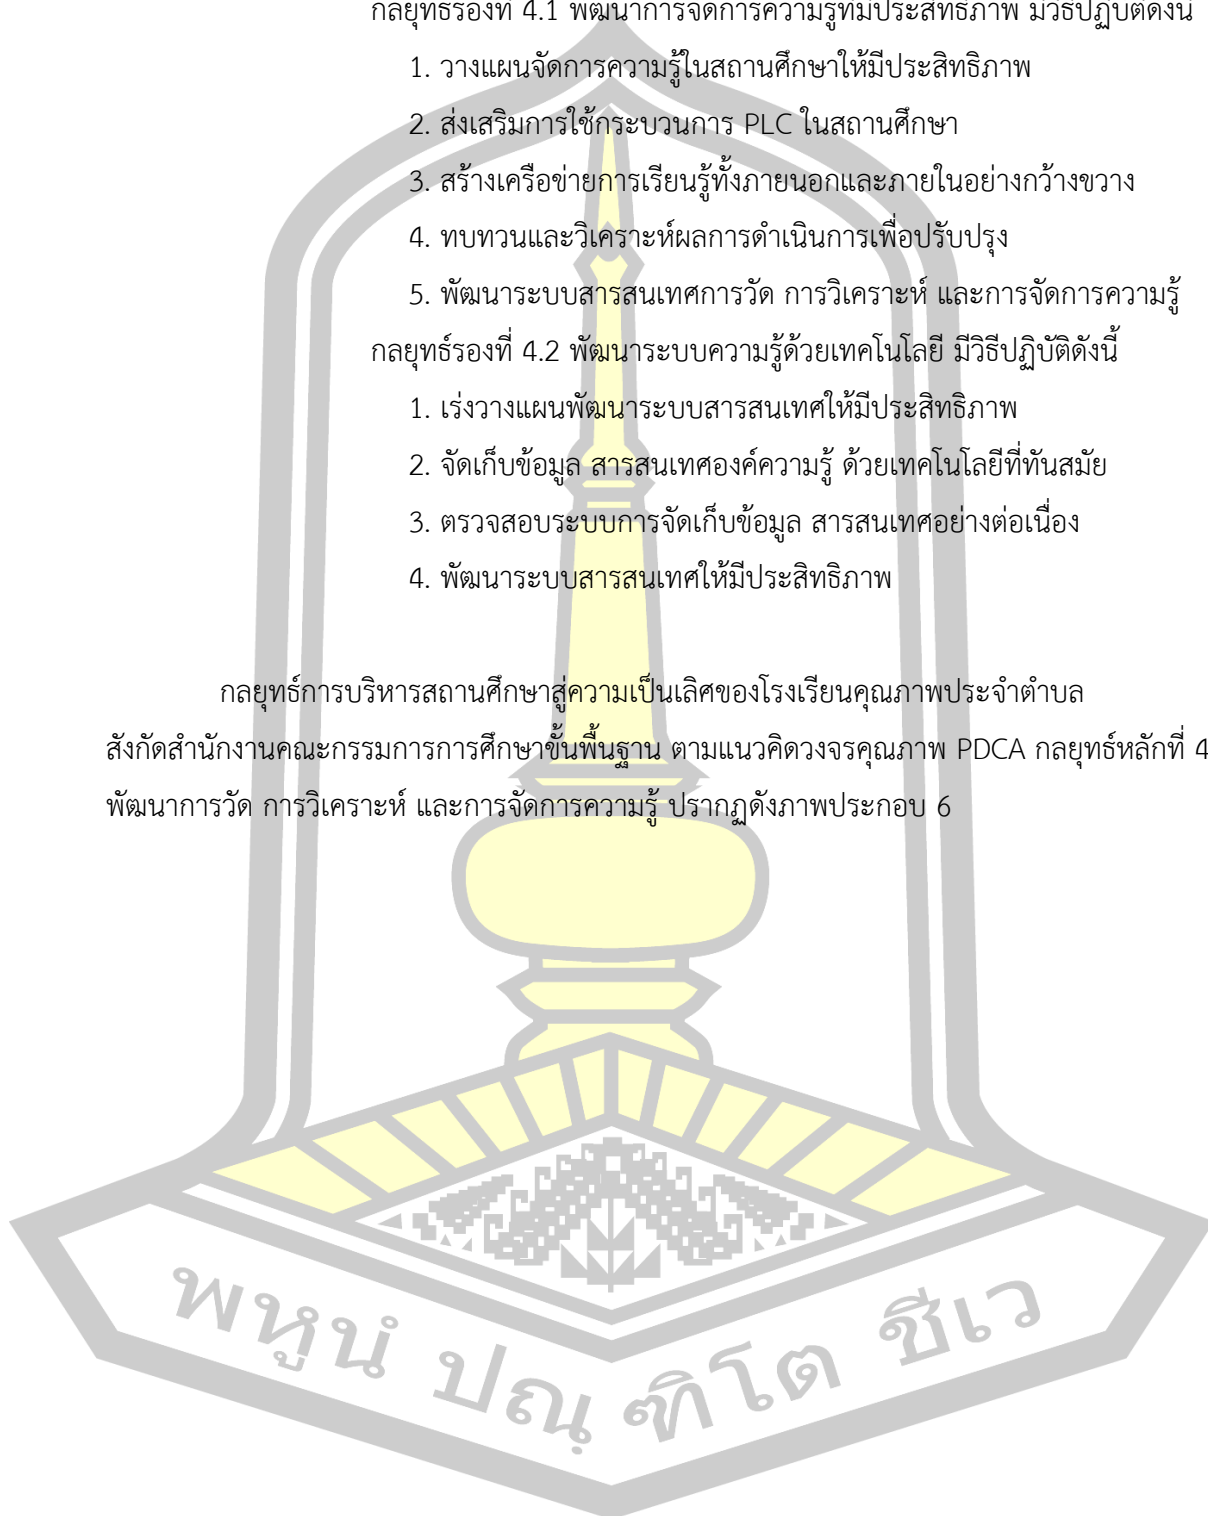 กลยุทธ์รองที่ 4.1 พัฒนาการจัดการความรู้ที่มีประสิทธิภาพ มีวิธีปฏิบัติดังนี้
1. วางแผนจัดการความรู้ในสถานศึกษาให้มีประสิทธิภาพ
2. ส่งเสริมการใช้กระบวนการ PLC ในสถานศึกษา
3. สร้างเครือข่ายการเรียนรู้ทั้งภายนอกและภายในอย่างกว้างขวาง
4. ทบทวนและวิเคราะห์ผลการดำเนินการเพื่อปรับปรุง
5. พัฒนาระบบสารสนเทศการวัด การวิเคราะห์ และการจัดการความรู้
กลยุทธ์รองที่ 4.2 พัฒนาระบบความรู้ด้วยเทคโนโลยี มีวิธีปฏิบัติดังนี้
1. เร่งวางแผนพัฒนาระบบสารสนเทศให้มีประสิทธิภาพ
2. จัดเก็บข้อมูล สารสนเทศองค์ความรู้ ด้วยเทคโนโลยีที่ทันสมัย
3. ตรวจสอบระบบการจัดเก็บข้อมูล สารสนเทศอย่างต่อเนื่อง
4. พัฒนาระบบสารสนเทศให้มีประสิทธิภาพ
กลยุทธ์การบริหารสถานศึกษาสู่ความเป็นเลิศของโรงเรียนคุณภาพประจำตำบล
สังกัดสำนักงานคณะกรรมการการศึกษาขั้นพื้นฐาน ตามแนวคิดวงจรคุณภาพ PDCA กลยุทธ์หลักที่ 4
พัฒนาการวัด การวิเคราะห์ และการจัดการความรู้ ปรากฏดังภาพประกอบ 6
พหูนํ ปณฺฑิโต ชีเว